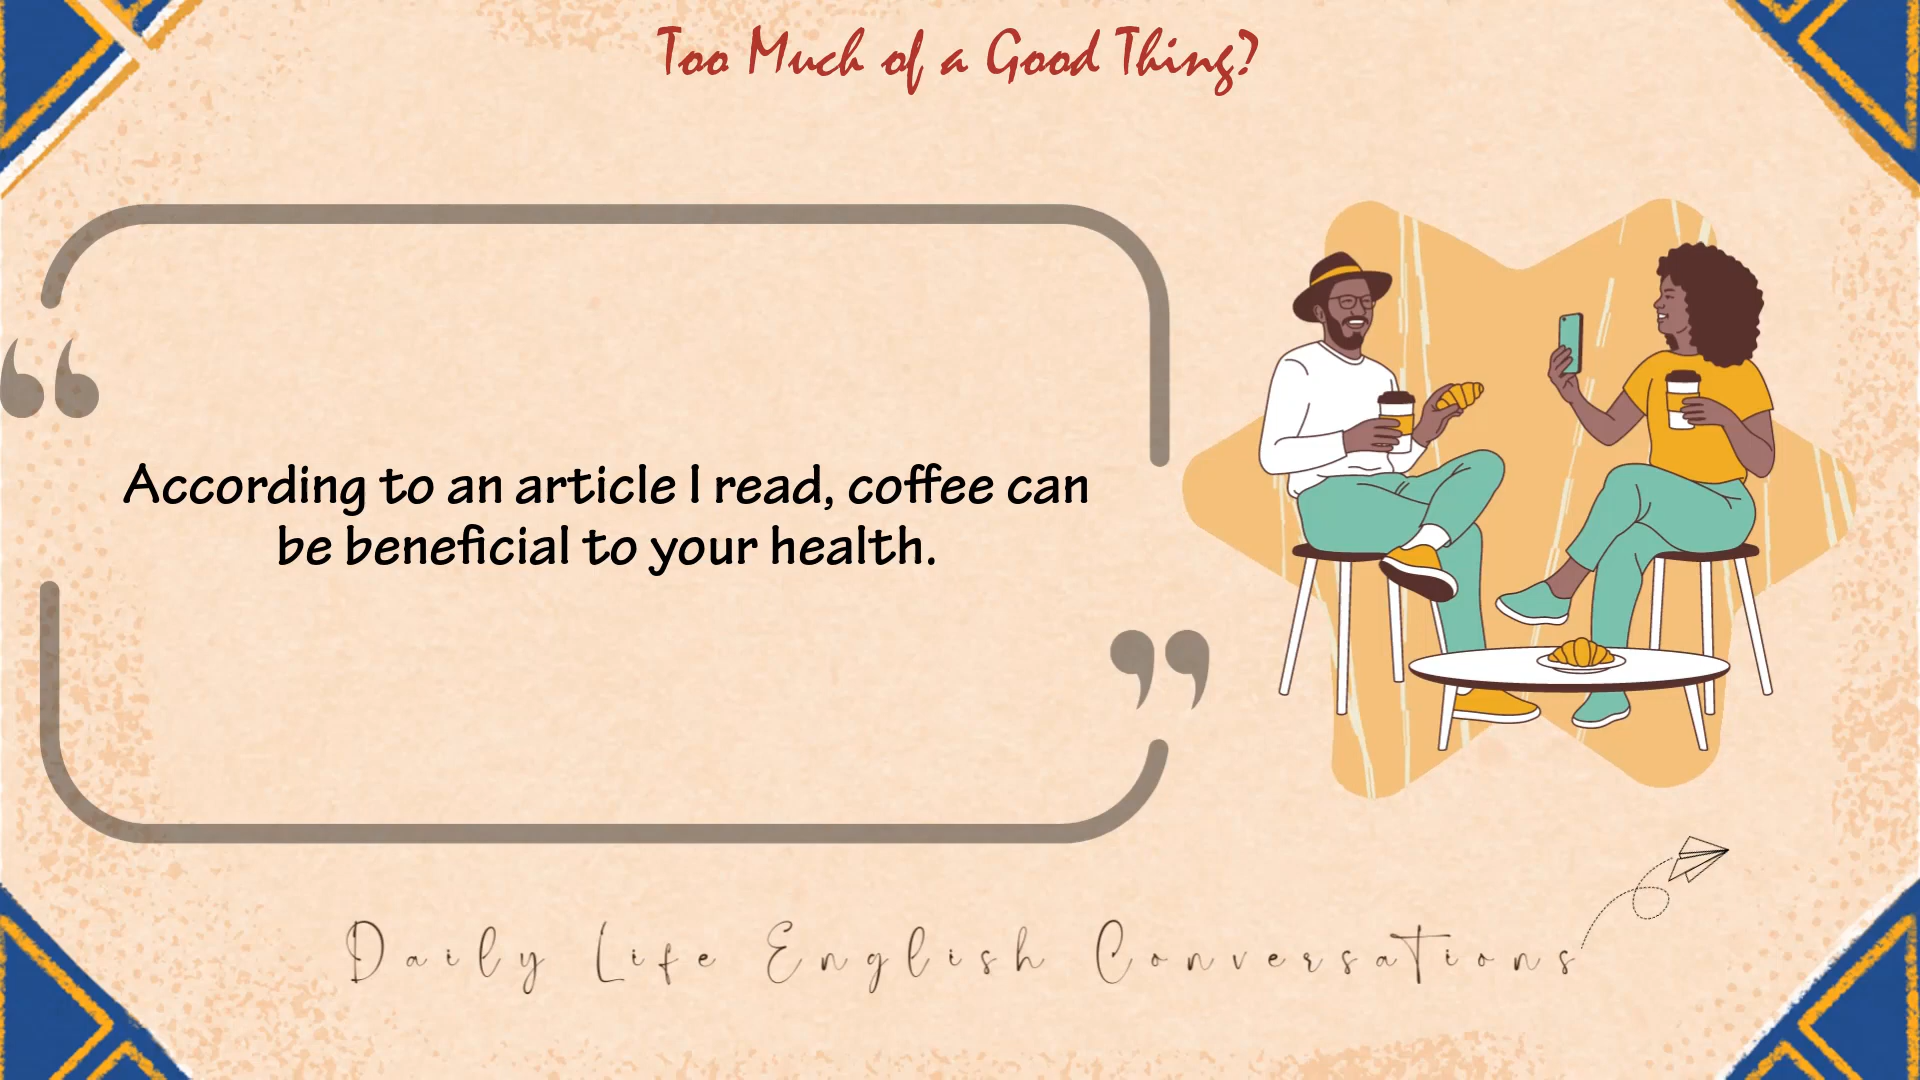 Too Much of a Good Thing?
According to an article I read, coffee can
be beneficial to your health.
Daily Life English Conversations